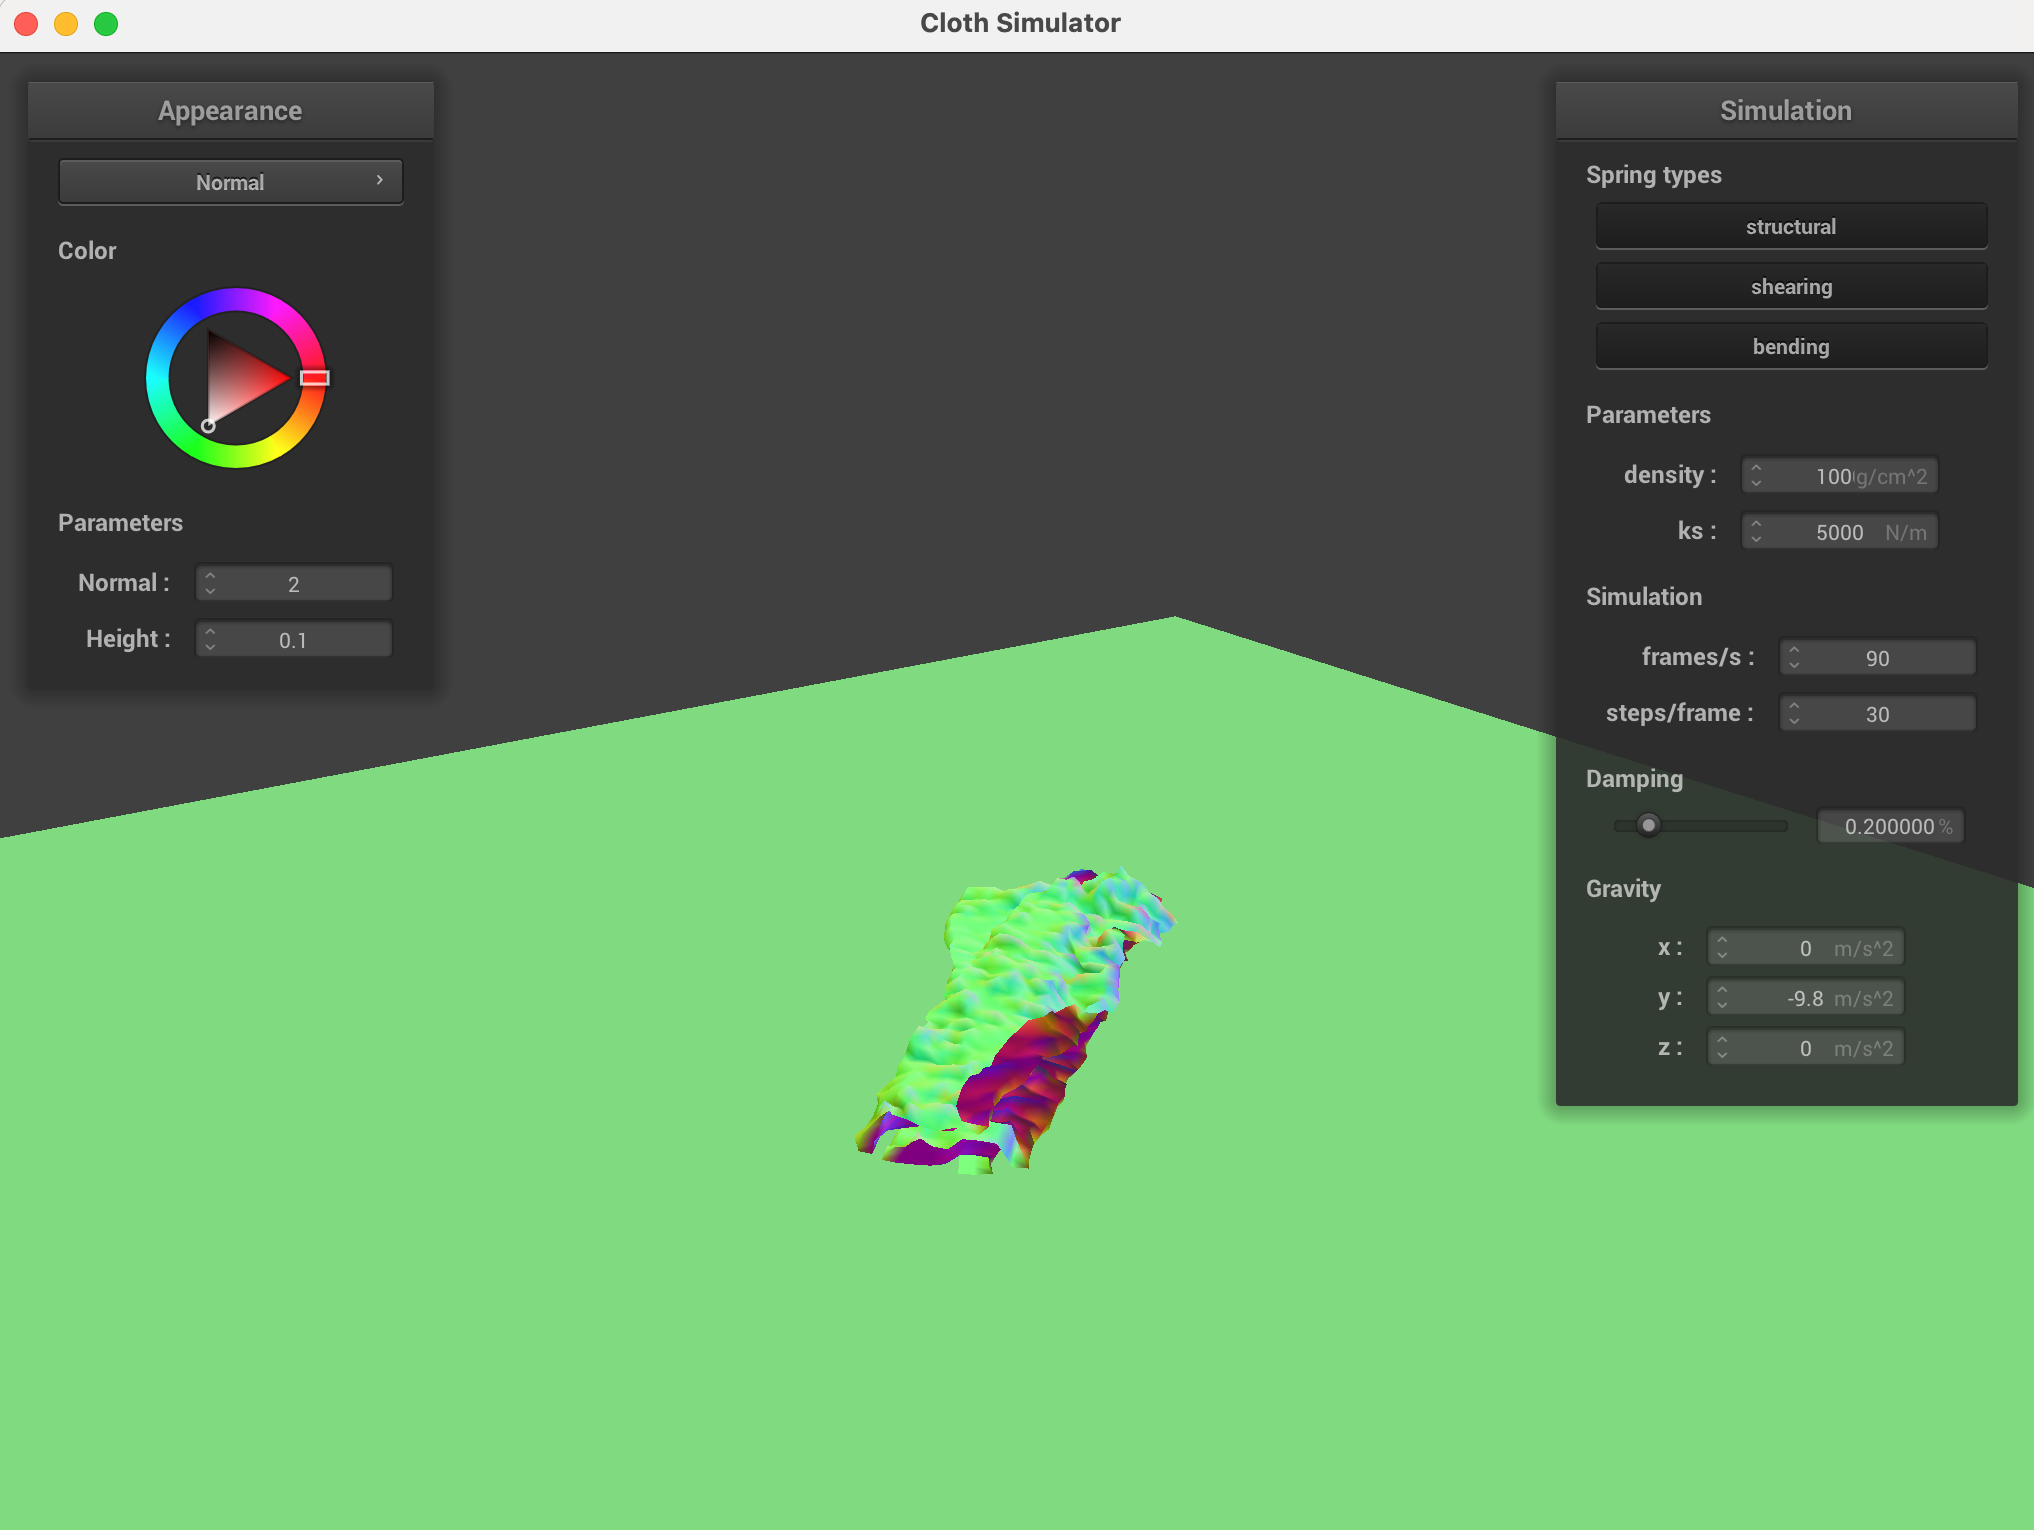 Cloth Simulator
Appearance
Normal
Color
Parameters
Normal : 2
Height : 0.1
Simulation
Spring types
structural
shearing
bending
Parameters
density : 100 g/cm^2
ks : 5000 N/m
Simulation
frames/s : 90
steps/frame : 30
Damping
0.200000 %
Gravity
x : 0 m/s^2
y : -9.8 m/s^2
z : 0 m/s^2